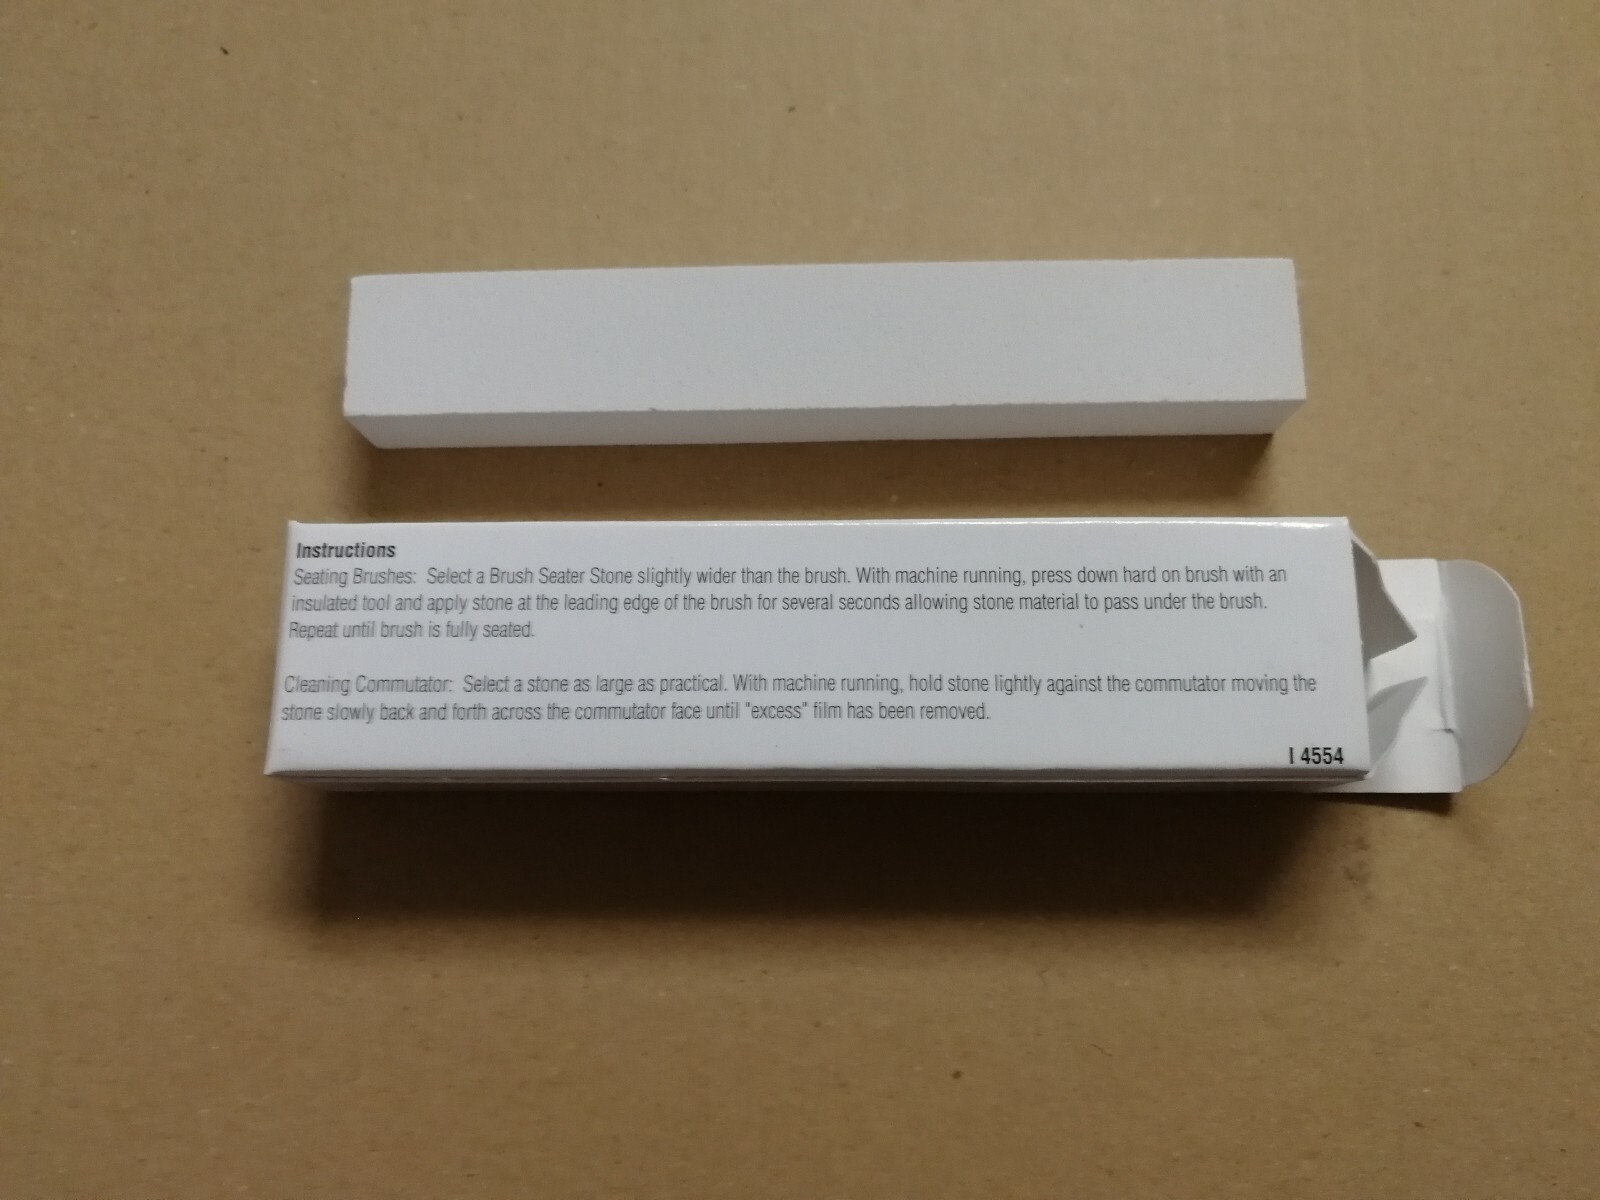 Instructions
Seating Brushes: Select a Brush Seater Stone slightly wider than the brush. With machine running, press down hard on brush with an
insulated tool and apply stone at the leading edge of the brush for several seconds allowing stone material to pass under the brush.
Repeat until brush is fully seated.
Cleaning Commutator: Select a stone as large as practical. With machine running, hold stone lightly against the commutator moving the
stone slowly back and forth across the commutator face until "excess" film has been removed.
I 4554